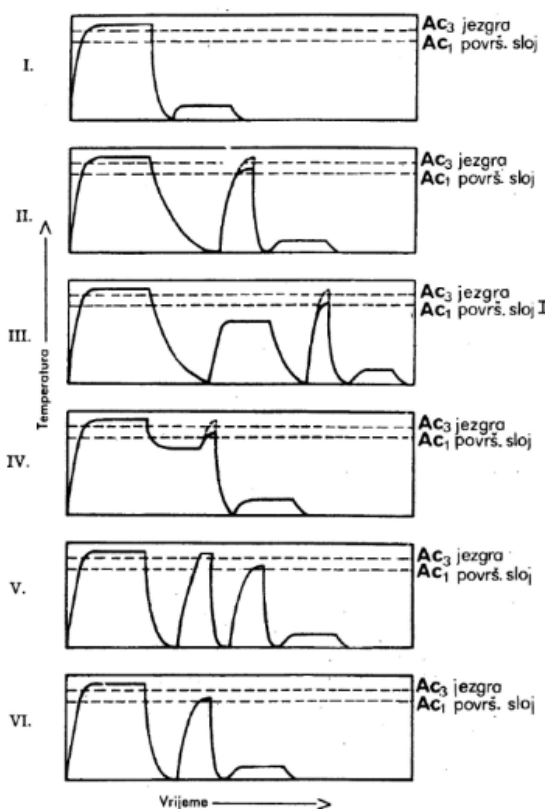 Ac3 jezgra
I.
Ac1 površ. sloj
Ac3 jezgra
Ac1 površ. sloj
II.
Temperatura
Ac3 jezgra
Ac1 površ. sloj I
III.
Ac3 jezgra
Ac1 površ. sloj
IV.
Ac3 jezgra
Ac1 površ. sloj
V.
Ac3 jezgra
Ac1 površ. sloj
VI.
Vrijeme